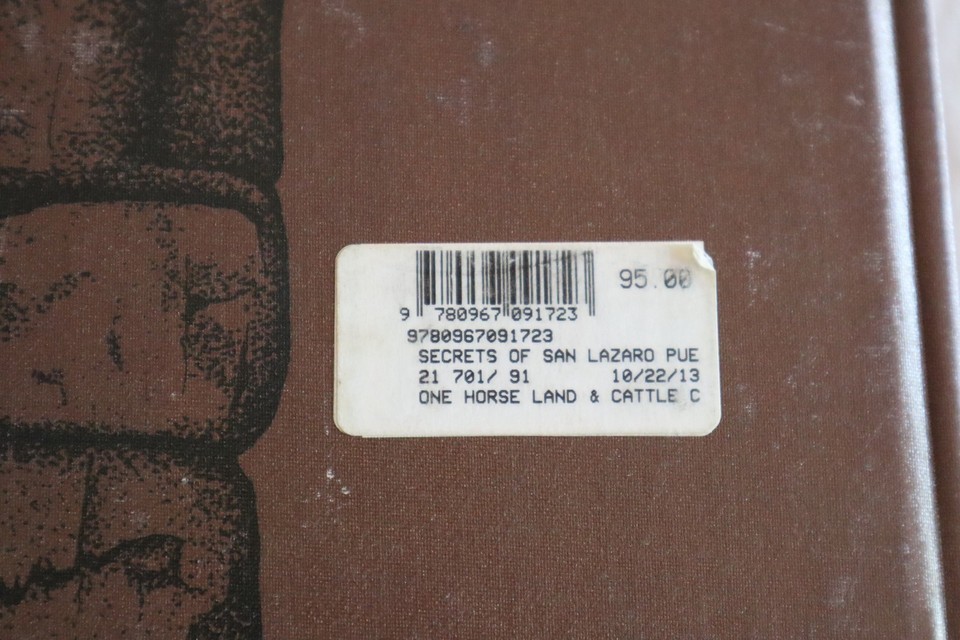 95.00
9 780967 091723
9780967091723
SECRETS OF SAN LAZARO PUE
21 701/ 91 10/22/13
ONE HORSE LAND & CATTLE C